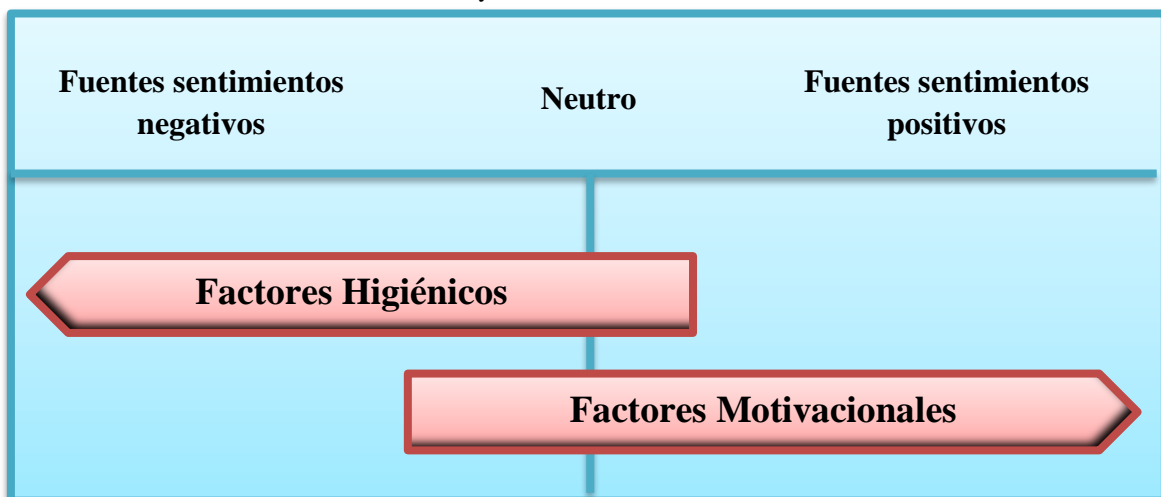 Fuentes sentimientos
negativos
Neutro
Fuentes sentimientos
positivos
Factores Higiénicos
Factores Motivacionales